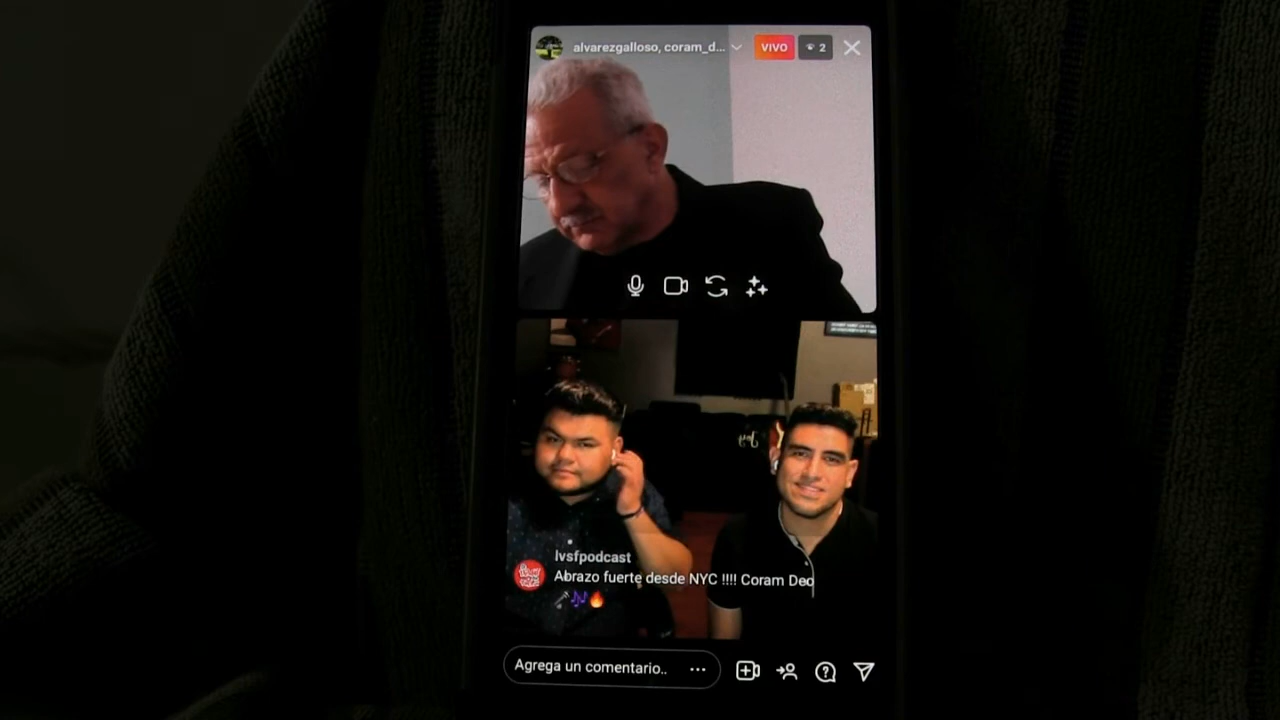 alvarezgalloso, coram_d...
VIVO
2
lvsfpodcast
Abrazo fuerte desde NYC !!!! Coram Deo
🎤🎶🔥
Agrega un comentario..